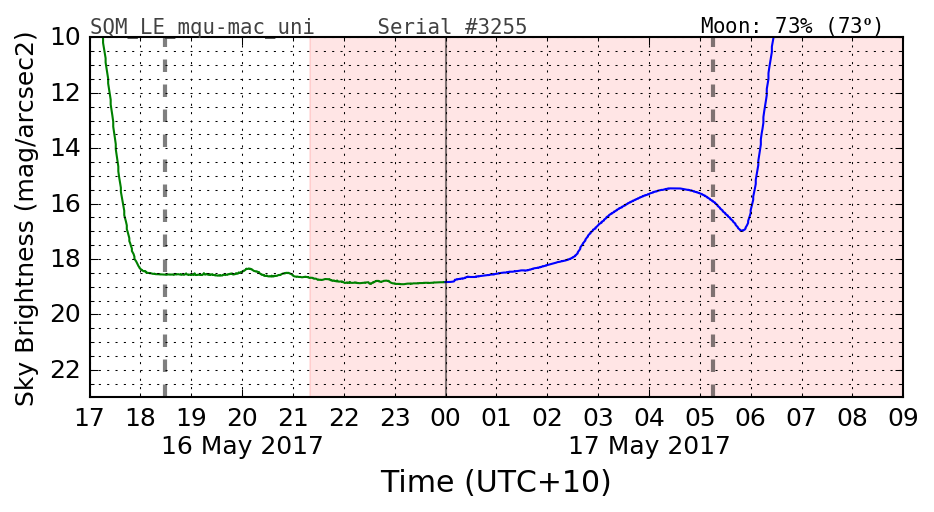 SQM_LE_mqu-mac_uni Serial #3255 Moon: 73% (73°)
Sky Brightness (mag/arcsec2)
10
12
14
16
18
20
22
17 18 19 20 21 22 23 00 01 02 03 04 05 06 07 08 09
16 May 2017 17 May 2017
Time (UTC+10)